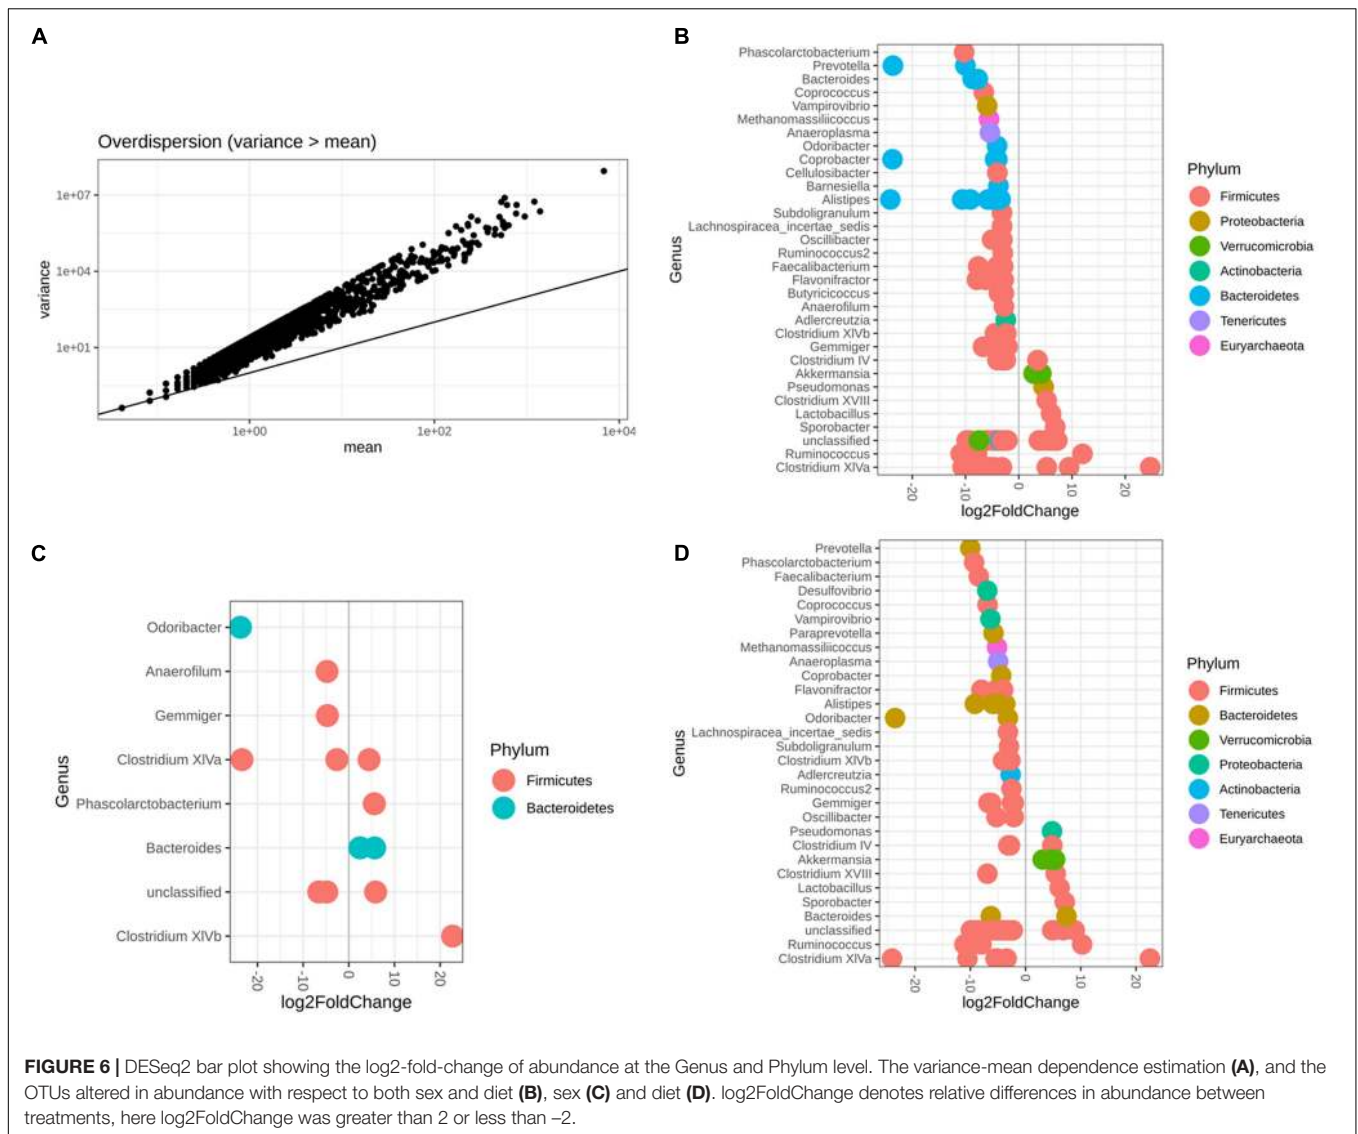 A
Overdispersion (variance > mean)
1e+07
1e+04
1e+01
variance
1e+00
1e+02
1e+04
mean
B
Phascolarctobacterium
Prevotella
Bacteroides
Coprococcus
Vampirovibrio
Methanomassiliicoccus
Anaeroplasma
Odoribacter
Coprobacter
Cellulosibacter
Barnesiella
Alistipes
Subdoligranulum
Lachnospiracea_incertae_sedis
Oscillibacter
Ruminococcus2
Faecalibacterium
Flavonifractor
Butyricicoccus
Anaerofilum
Adlercreutzia
Clostridium XlVb
Gemmiger
Clostridium IV
Akkermansia
Pseudomonas
Clostridium XVIII
Lactobacillus
Sporobacter
unclassified
Ruminococcus
Clostridium XlVa
Genus
-20
-10
0
10
20
log2FoldChange
Phylum
Firmicutes
Proteobacteria
Verrucomicrobia
Actinobacteria
Bacteroidetes
Tenericutes
Euryarchaeota
C
Odoribacter
Anaerofilum
Gemmiger
Clostridium XlVa
Phascolarctobacterium
Bacteroides
unclassified
Clostridium XlVb
Genus
-20
-10
0
10
20
log2FoldChange
Phylum
Firmicutes
Bacteroidetes
D
Prevotella
Phascolarctobacterium
Faecalibacterium
Desulfovibrio
Coprococcus
Vampirovibrio
Paraprevotella
Methanomassiliicoccus
Anaeroplasma
Coprobacter
Flavonifractor
Alistipes
Odoribacter
Lachnospiracea_incertae_sedis
Subdoligranulum
Clostridium XlVb
Adlercreutzia
Ruminococcus2
Gemmiger
Oscillibacter
Pseudomonas
Clostridium IV
Akkermansia
Clostridium XVIII
Lactobacillus
Sporobacter
Bacteroides
unclassified
Ruminococcus
Clostridium XlVa
Genus
-20
-10
0
10
20
log2FoldChange
Phylum
Firmicutes
Bacteroidetes
Verrucomicrobia
Proteobacteria
Actinobacteria
Tenericutes
Euryarchaeota
FIGURE 6 | DESeq2 bar plot showing the log2-fold-change of abundance at the Genus and Phylum level. The variance-mean dependence estimation (A), and the
OTUs altered in abundance with respect to both sex and diet (B), sex (C) and diet (D). log2FoldChange denotes relative differences in abundance between
treatments, here log2FoldChange was greater than 2 or less than –2.